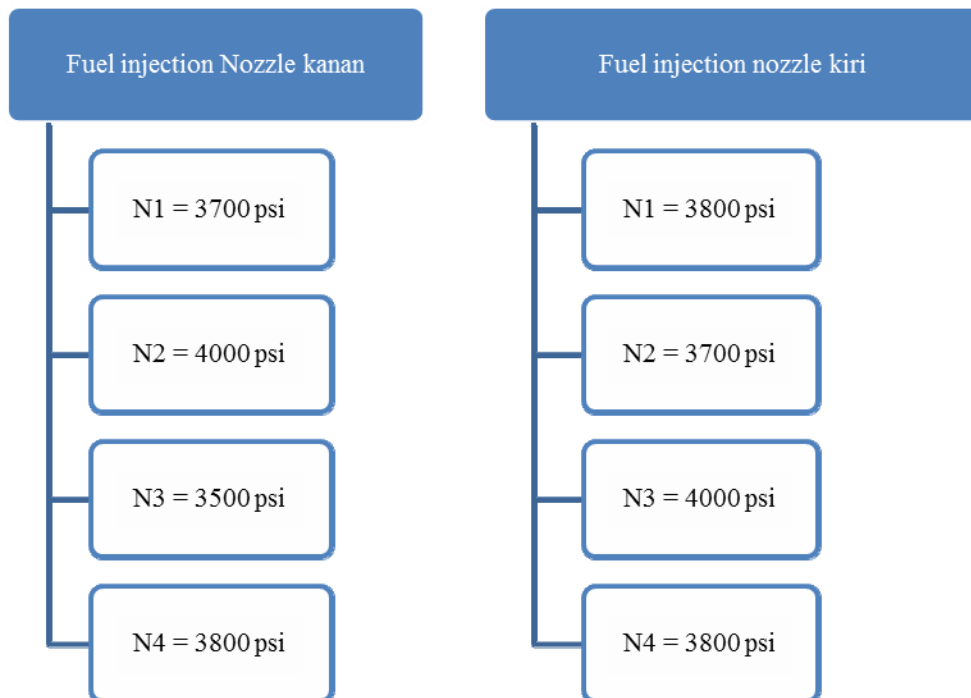 Fuel injection Nozzle kanan
N1 = 3700 psi
N2 = 4000 psi
N3 = 3500 psi
N4 = 3800 psi
Fuel injection nozzle kiri
N1 = 3800 psi
N2 = 3700 psi
N3 = 4000 psi
N4 = 3800 psi